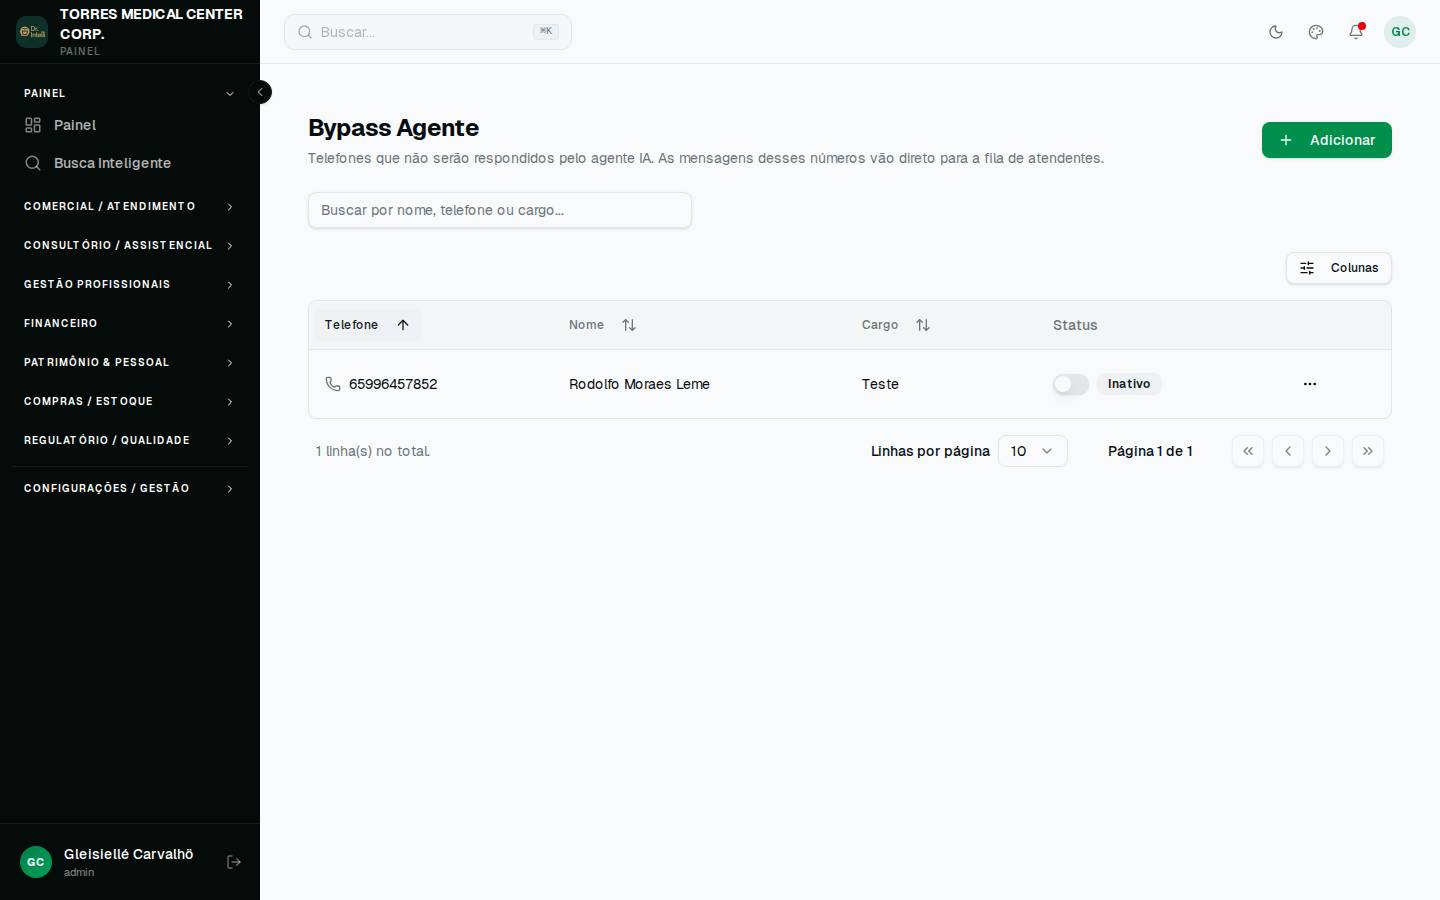 TORRES MEDICAL CENTER
CORP.
PAINEL
Buscar...
⌘K
GC
PAINEL
Painel
Busca Inteligente
COMERCIAL / ATENDIMENTO
CONSULTÓRIO / ASSISTENCIAL
GESTÃO PROFISSIONAIS
FINANCEIRO
PATRIMÔNIO & PESSOAL
COMPRAS / ESTOQUE
REGULATÓRIO / QUALIDADE
CONFIGURAÇÕES / GESTÃO
GC
Gleisiellé Carvalhö
admin
Bypass Agente
Telefones que não serão respondidos pelo agente IA. As mensagens desses números vão direto para a fila de atendentes.
Adicionar
Buscar por nome, telefone ou cargo...
Colunas
Telefone Nome Cargo Status
65996457852 Rodolfo Moraes Leme Teste Inativo
1 linha(s) no total.
Linhas por página 10 Página 1 de 1